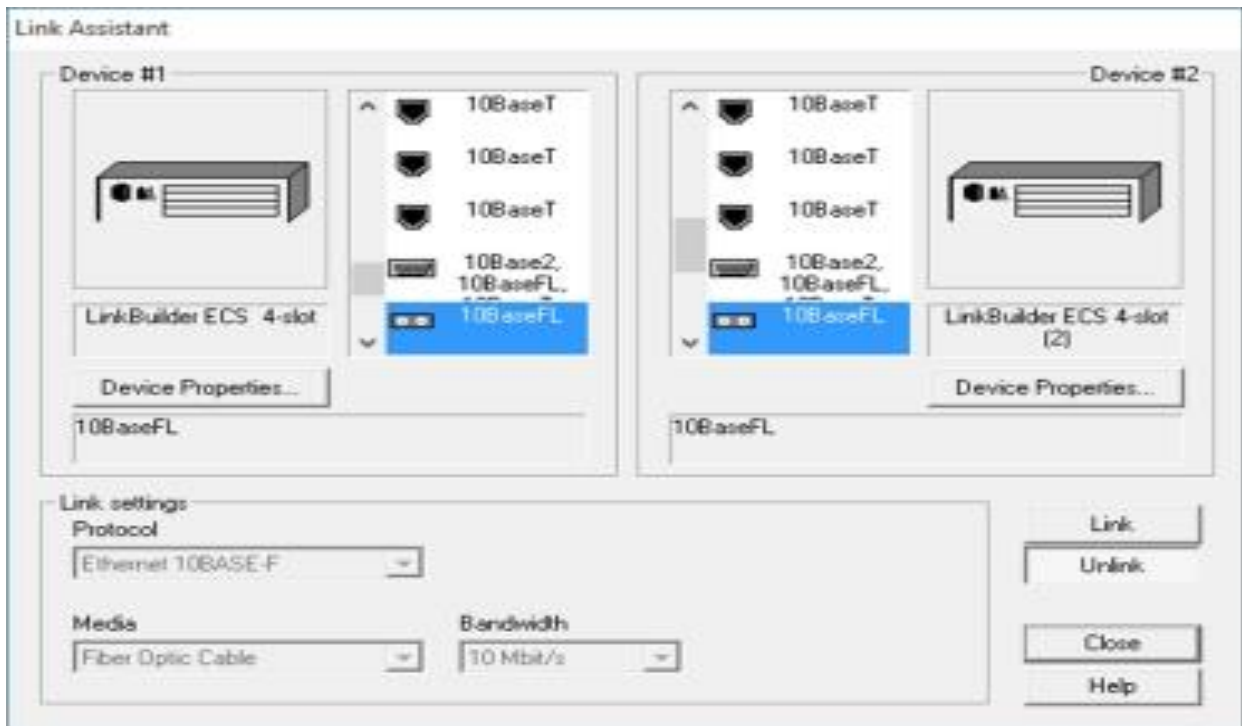 Link Assistant
Device #1
Device #2
10BaseT
10BaseT
10BaseT
10Base2,
10BaseFL,
10BaseFL
LinkBuilder ECS 4-slot
Device Properties...
10BaseFL
10BaseT
10BaseT
10BaseT
10Base2,
10BaseFL,
10BaseFL
LinkBuilder ECS 4-slot
(2)
Device Properties...
10BaseFL
Link settings
Protocol
Ethernet 10BASE-F
Media
Fiber Optic Cable
Bandwidth
10 Mbit/s
Link
Unlink
Close
Help